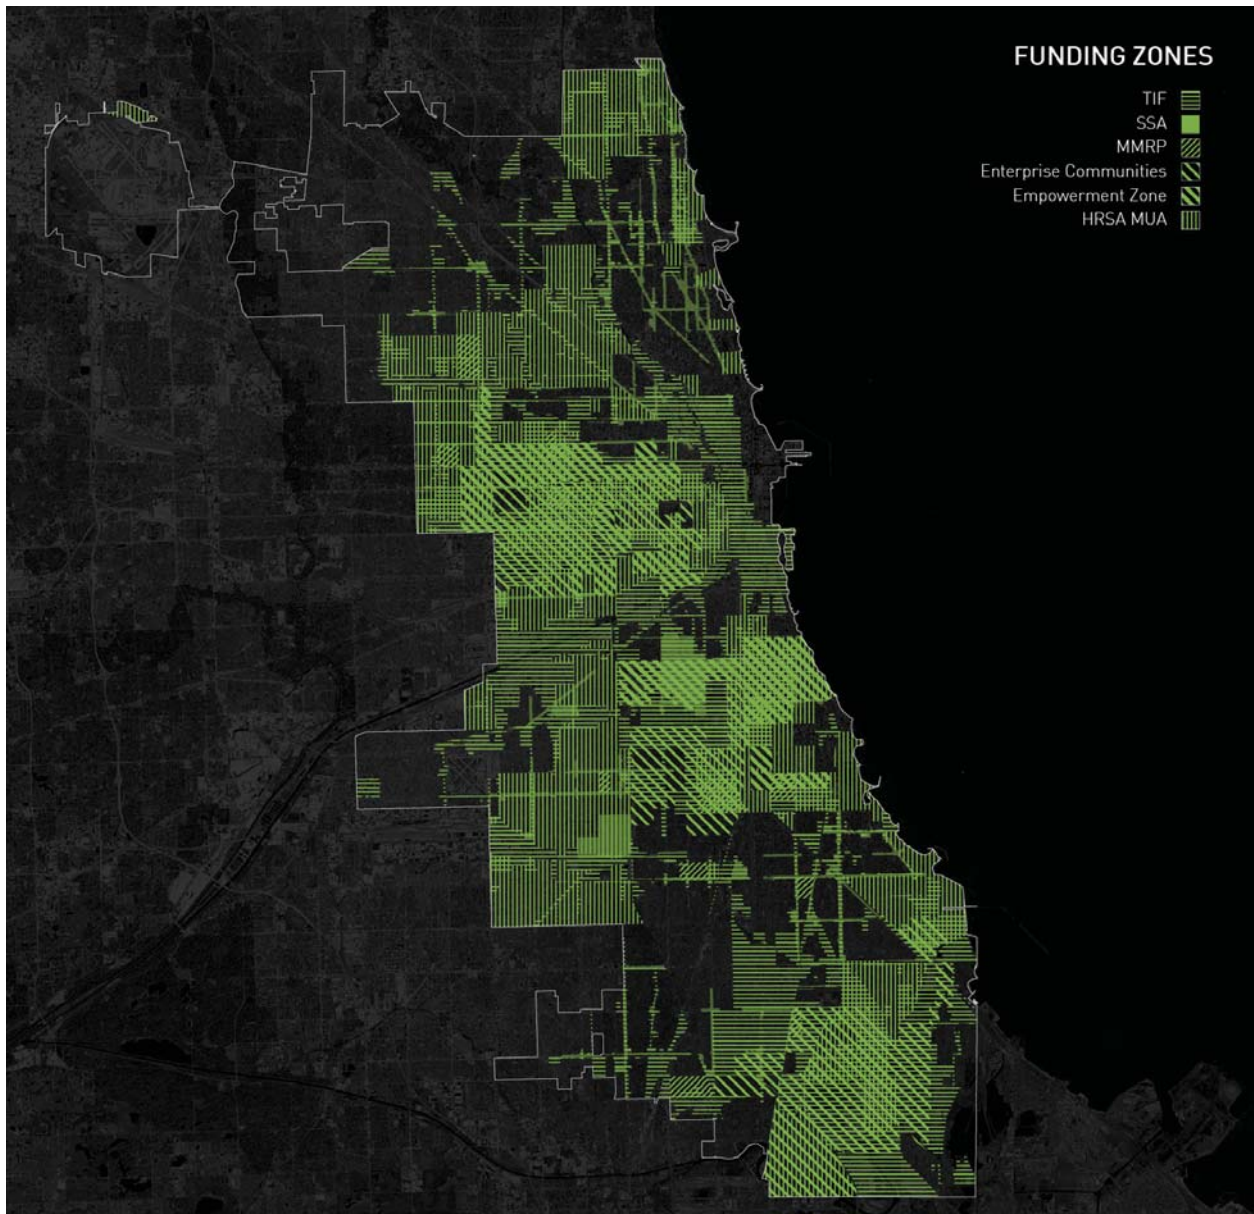 FUNDING ZONES
TIF
SSA
MMRP
Enterprise Communities
Empowerment Zone
HRSA MUA